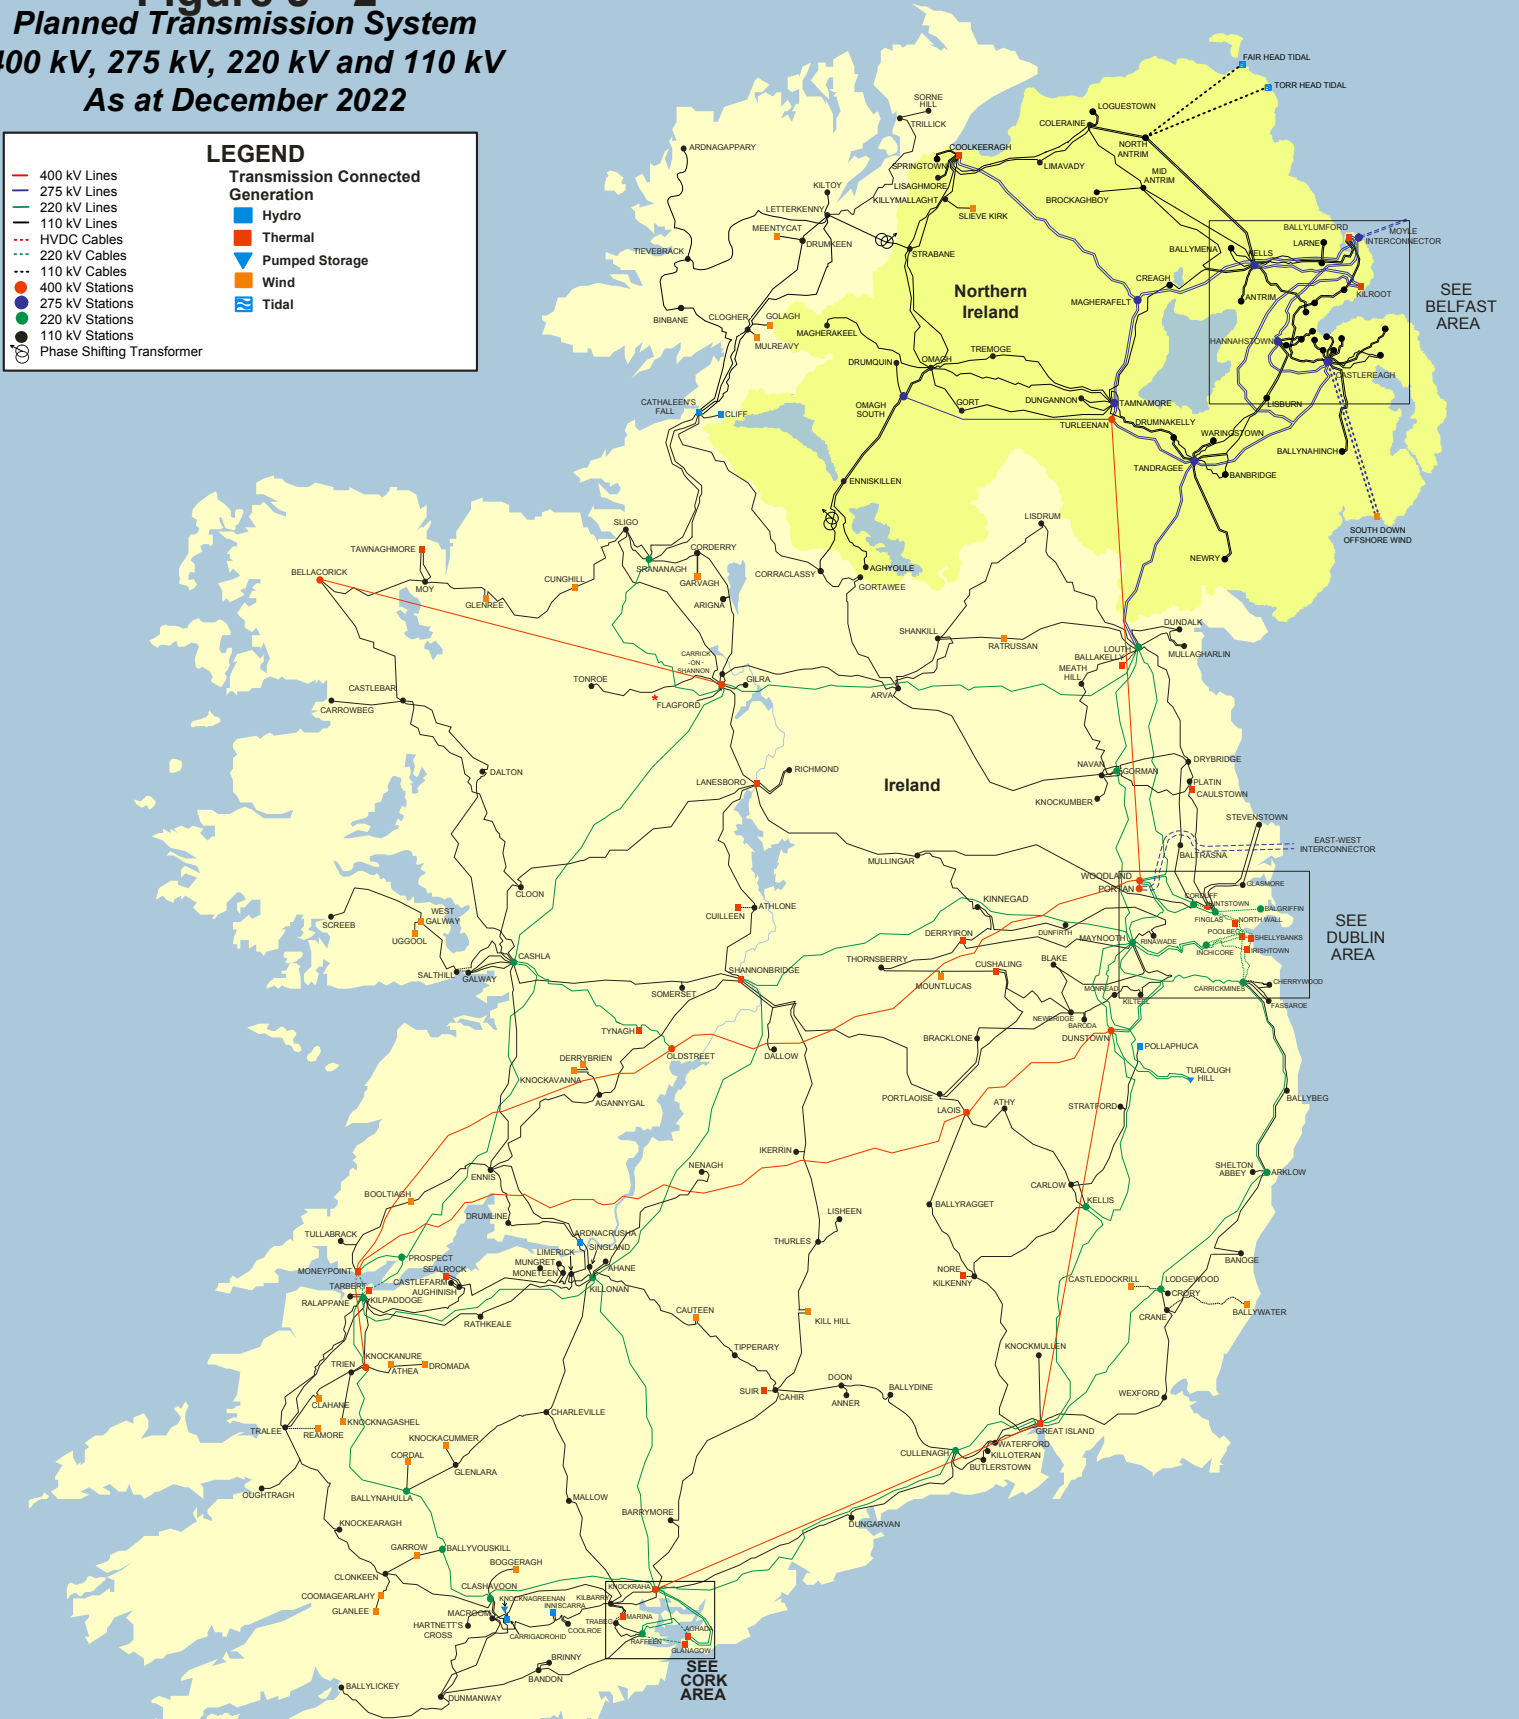 Planned Transmission System
400 kV, 275 kV, 220 kV and 110 kV
As at December 2022
LEGEND
400 kV Lines
275 kV Lines
220 kV Lines
110 kV Lines
HVDC Cables
220 kV Cables
110 kV Cables
400 kV Stations
275 kV Stations
220 kV Stations
110 kV Stations
Phase Shifting Transformer
Transmission Connected
Generation
Hydro
Thermal
Pumped Storage
Wind
Tidal
FAIR HEAD TIDAL
TORR HEAD TIDAL
SORNE
HILL
TRILLICK
LOGUESTOWN
COLERAINE
NORTH
ANTRIM
ARDNAGAPPARY
COOLKEERAGH
SPRINGTOWN
LIMAVADY
MID
ANTRIM
LISAGHMORE
KILTOY
KILLYMALLAGHT
BROCKAGHBOY
LETTERKENNY
SLIEVE KIRK
MEENTYCAT
DRUMKEEN
BALLYLUMFORD
MOYLE
INTERCONNECTOR
LARNE
BALLYMENA
KELLS
TIEVEBRACK
STRABANE
CREAGH
MAGHERAFELT
ANTRIM
KILROOT
Northern
Ireland
SEE
BELFAST
AREA
BINBANE
CLOGHER
GOLAGH
MULREAVY
MAGHERAKEEL
HANNAHSTOWN
DRUMQUIN
OMAGH
TREMOGE
CASTLEREAGH
CATHALEEN'S
FALL
CLIFF
OMAGH
SOUTH
GORT
DUNGANNON
TAMNAMORE
LISBURN
TURLEENAN
DRUMNAKELLY
WARINGSTOWN
BALLYNAHINCH
TANDRAGEE
BANBRIDGE
ENNISKILLEN
SOUTH DOWN
OFFSHORE WIND
LISDRUM
SLIGO
NEWRY
TAWNAGHMORE
BELLACORICK
MOY
GLENREE
CUNGHILL
SRANANAGH
CORDERRY
GARVAGH
ARIGNA
CORRACLASSY
AGHYOULE
GORTAWEE
SHANKILL
RATRUSSAN
DUNDALK
LOUTH
BALLAKELLY
MULLAGHARLIN
MEATH
HILL
CARRICK
-ON-
SHANNON
GILRA
TONROE
*
FLAGFORD
ARVA
CASTLEBAR
CARROWBEG
DALTON
LANESBORO
RICHMOND
Ireland
NAVAN
GORMAN
DRYBRIDGE
PLATIN
CAULSTOWN
KNOCKUMBER
STEVENSTOWN
EAST-WEST
INTERCONNECTOR
BALTRASNA
MULLINGAR
WOODLAND
PORTAN
GLASMORE
CORDUFF
HUNTSTOWN
BALGRIFFIN
FINGLAS
NORTH WALL
POOLBEG
SHELLYBANKS
IRISHTOWN
INCHICORE
SEE
DUBLIN
AREA
CLOON
ATHLONE
CUILLEEN
KINNEGAD
DUNFIRTH
MAYNOOTH
RINAWADE
DERRYIRON
SCREEB
WEST
GALWAY
UGGOOL
SALTHILL
GALWAY
CASHLA
SHANNONBRIDGE
SOMERSET
THORNSBERRY
MOUNTLUCAS
CUSHALING
BLAKE
MONREAD
KILTEEL
CARRICKMINES
CHERRYWOOD
FASSAROE
NEWBRIDGE
BARODA
DUNSTOWN
TYNAGH
OLDSTREET
DALLOW
BRACKLONE
POLLAPHUCA
TURLOUGH
HILL
DERRYBRIEN
KNOCKAVANNA
AGANNYGAL
PORTLAOISE
LAOIS
ATHY
STRATFORD
BALLYBEG
IKERRIN
NENAGH
ENNIS
BOOLTIAGH
SHELTON
ABBEY
ARKLOW
CARLOW
KELLIS
BALLYRAGGET
LISHEEN
DRUMLINE
TULLABRACK
ARDNACRUSHA
SINGLAND
LIMERICK
MUNGRET
MONETEEN
AHANE
KILLONAN
THURLES
PROSPECT
MONEYPOINT
SEALROCK
TARBERT
CASTLEFARM
AUGHINISH
RALAPPANE
KILPADDOGE
RATHKEALE
NORE
KILKENNY
BANOGE
CASTLEDOCKRILL
LODGEWOOD
CRORY
CRANE
BALLYWATER
CAUTEEN
KILL HILL
TIPPERARY
KNOCKMULLEN
KNOCKANURE
TRIEN
ATHEA
DROMADA
CLAHANE
SUIR
CAHIR
DOON
ANNER
BALLYDINE
WEXFORD
KNOCKNAGASHEL
TRALEE
REAMORE
CHARLEVILLE
GREAT ISLAND
KNOCKACUMMER
CORDAL
GLENLARA
CULLENAGH
WATERFORD
KILLOTERAN
BUTLERSTOWN
OUGHTRAGH
BALLYNAHULLA
MALLOW
BARRYMORE
DUNGARVAN
KNOCKEARAGH
GARROW
BALLYVOUSKILL
BOGGERAGH
CLONKEEN
CLASHAVOON
KNOCKNAGREENAN
KNOCKRAHA
COOMAGEARLAHY
GLANLEE
INNISCARRA
KILBARRY
MACROOM
HARTNETT'S
CROSS
CARRIGADROHID
COOLROE
TRABEG
MARINA
AGHADA
RAFFEEN
GLANAGOW
BRINNY
BANDON
SEE
CORK
AREA
BALLYLICKEY
DUNMANWAY